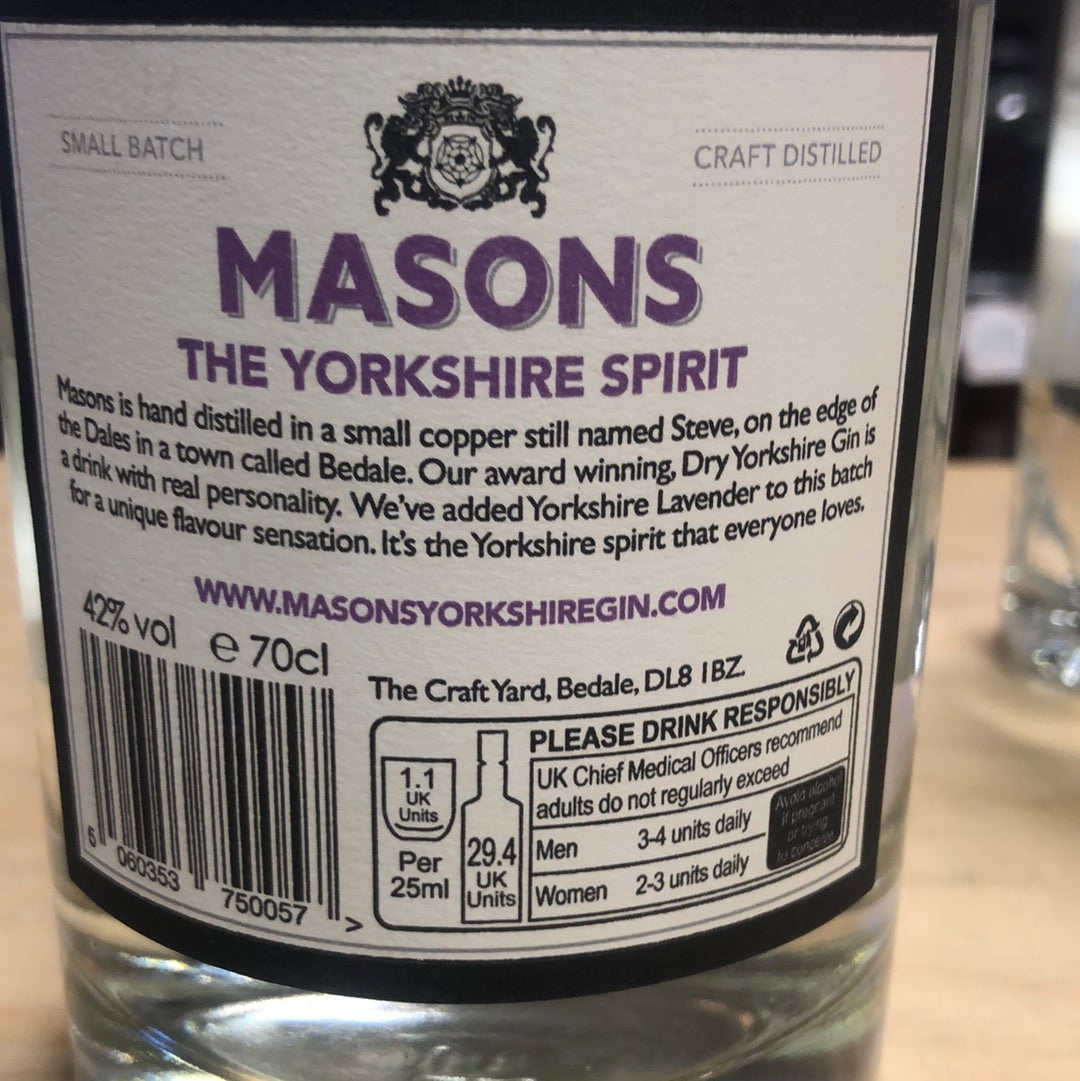 SMALL BATCH
CRAFT DISTILLED
MASONS
THE YORKSHIRE SPIRIT
Masons is hand distilled in a small copper still named Steve, on the edge of
the Dales in a town called Bedale. Our award winning, Dry Yorkshire Gin is
a drink with real personality. We've added Yorkshire Lavender to this batch
for a unique flavour sensation. It's the Yorkshire spirit that everyone loves.
WWW.MASONSYORKSHIREGIN.COM
42% vol e 70cl
The Craft Yard, Bedale, DL8 1BZ.
1.1
UK
Units
Per
25ml
29.4
UK
Units
PLEASE DRINK RESPONSIBLY
UK Chief Medical Officers recommend
adults do not regularly exceed
Men 3-4 units daily
Women 2-3 units daily
Avoid alcohol
if pregnant
or trying
to conceive
5 060353 750057 >